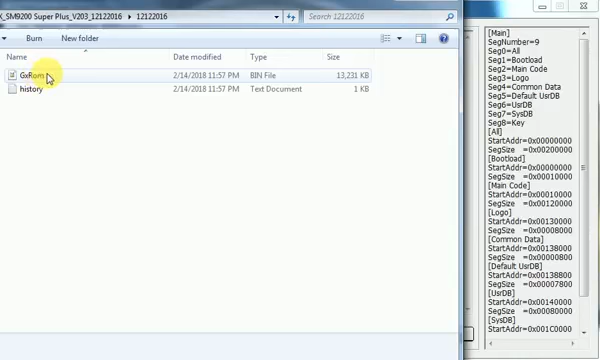 _SM9200 Super Plus_V203_12122016 ▸ 12122016
Search 12122016
Burn New folder
Name Date modified Type Size
GxRom 2/14/2018 11:57 PM BIN File 13,231 KB
history 2/14/2018 11:57 PM Text Document 1 KB
[Main]
SegNumber=9
Seg0=All
Seg1=Bootload
Seg2=Main Code
Seg3=Logo
Seg4=Common Data
Seg5=Default UsrDB
Seg6=UsrDB
Seg7=SysDB
Seg8=Key
[All]
StartAddr=0x00000000
SegSize =0x00200000
[Bootload]
StartAddr=0x00000000
SegSize =0x00010000
[Main Code]
StartAddr=0x00010000
SegSize =0x00120000
[Logo]
StartAddr=0x00130000
SegSize =0x00008000
[Common Data]
StartAddr=0x00138000
SegSize =0x00000800
[Default UsrDB]
StartAddr=0x00138800
SegSize =0x00007800
[UsrDB]
StartAddr=0x00140000
SegSize =0x00080000
[SysDB]
StartAddr=0x001C0000